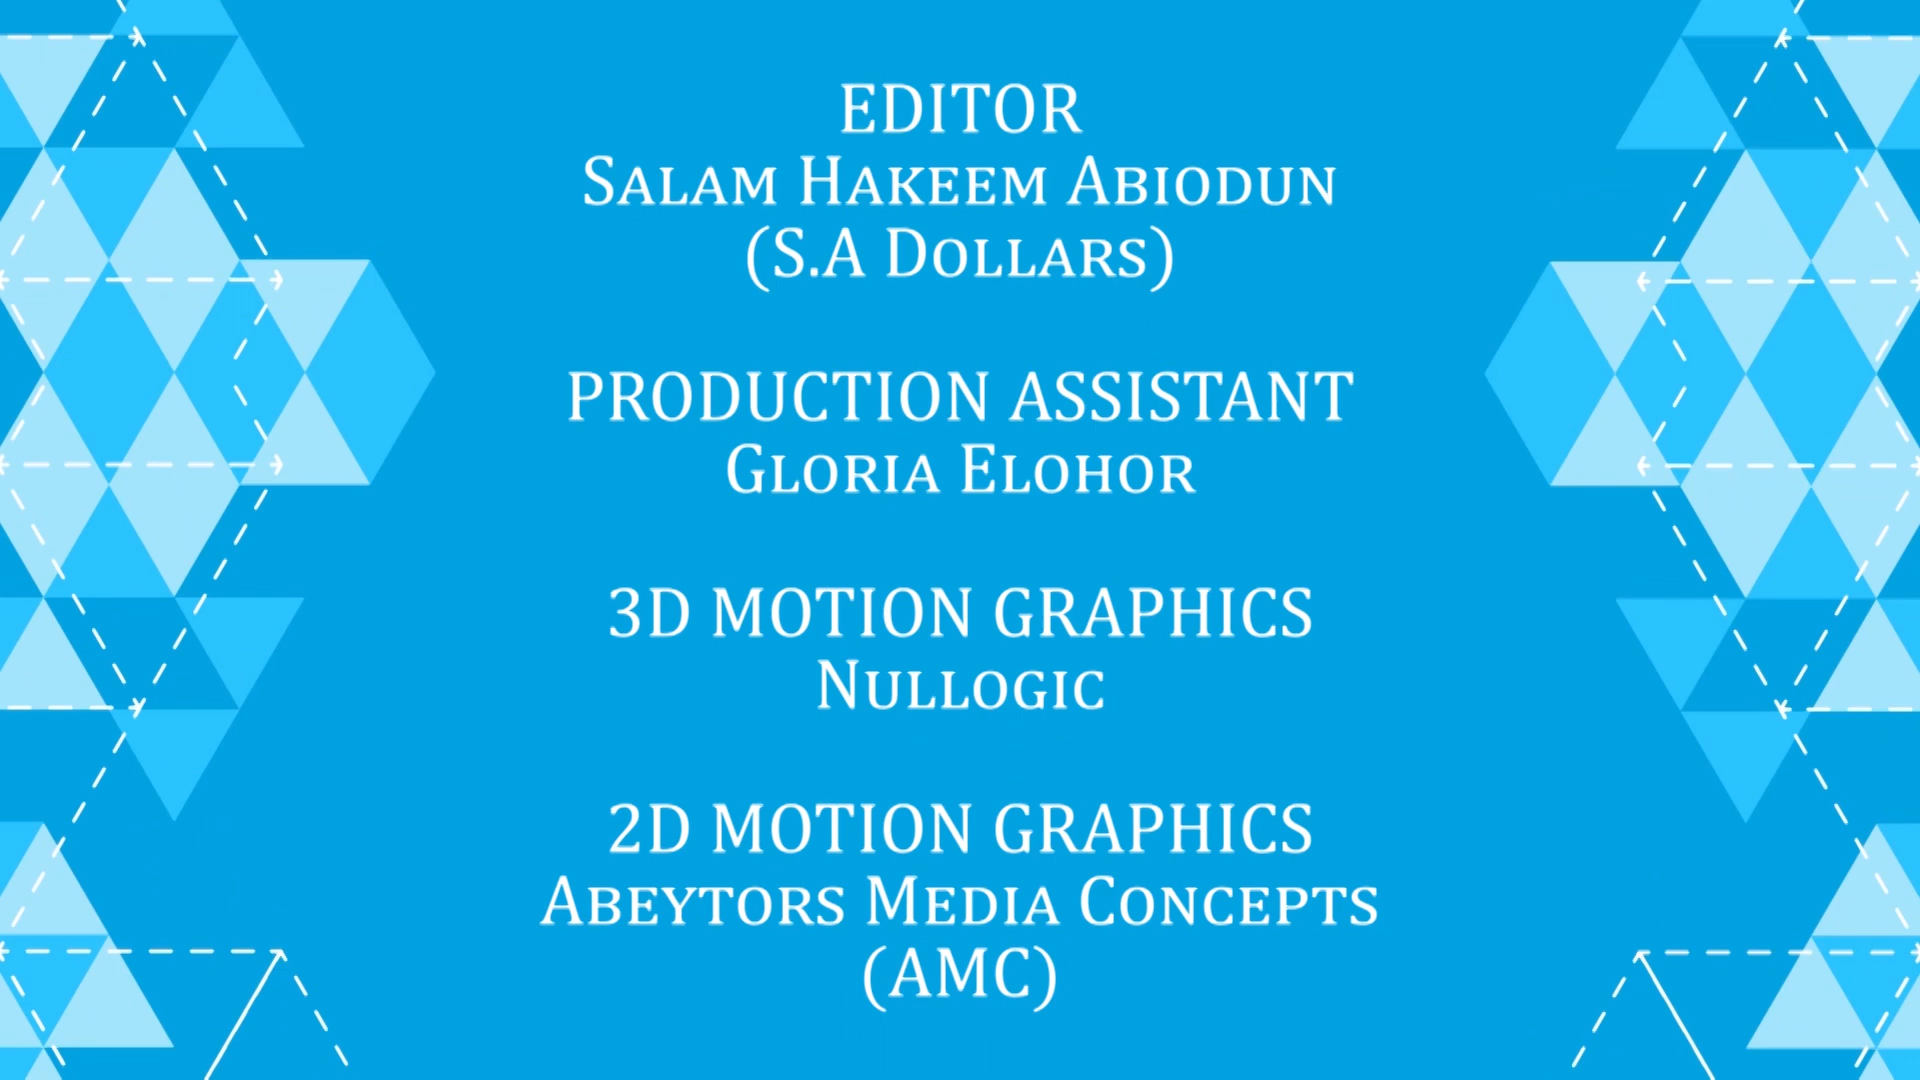 EDITOR
Salam Hakeem Abiodun
(S.A Dollars)
PRODUCTION ASSISTANT
Gloria Elohor
3D MOTION GRAPHICS
Nullogic
2D MOTION GRAPHICS
Abeytors Media Concepts
(AMC)